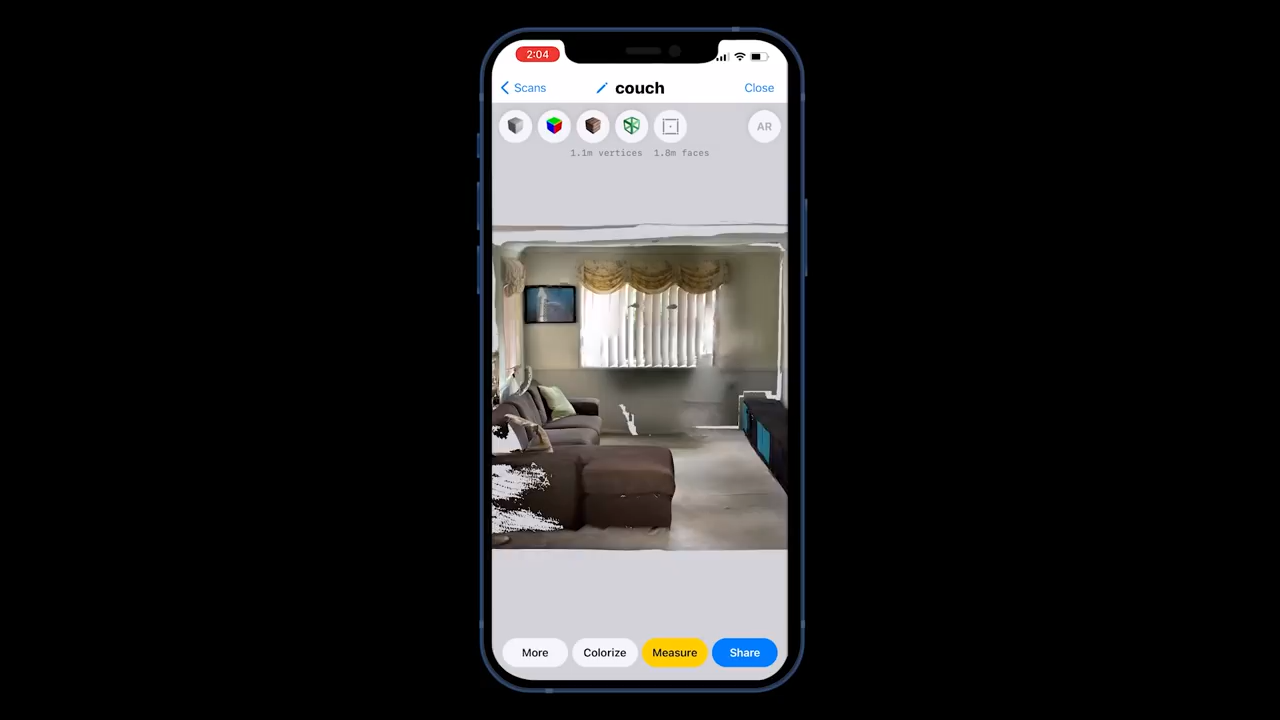 2:04
Scans
couch
Close
AR
1.1m vertices 1.8m faces
More
Colorize
Measure
Share